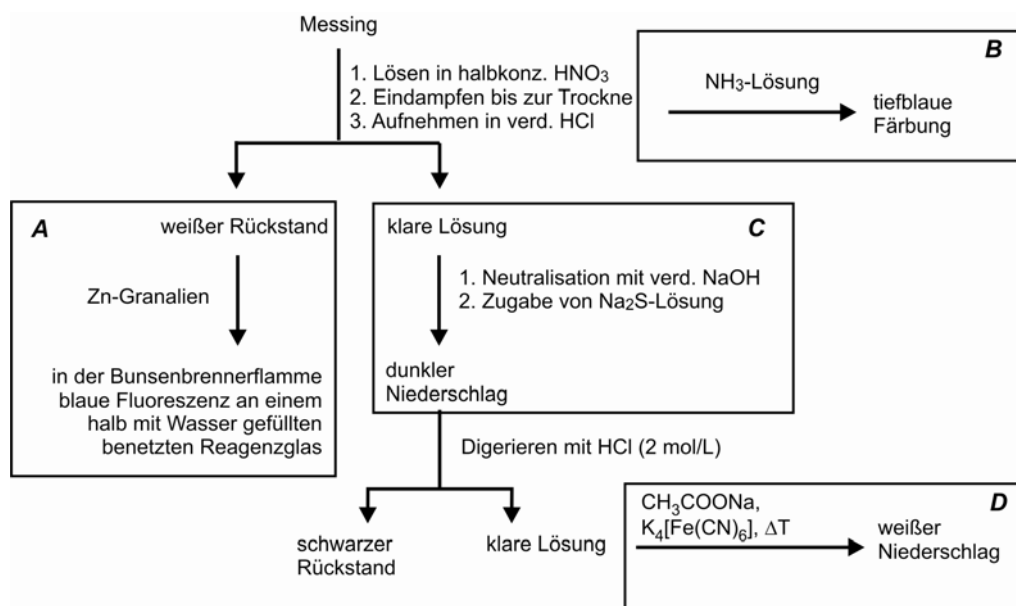 Messing
1. Lösen in halbkonz. HNO3
2. Eindampfen bis zur Trockne
3. Aufnehmen in verd. HCl
B
NH3-Lösung
tiefblaue
Färbung
A
weißer Rückstand
Zn-Granalien
in der Bunsenbrennerflamme
blaue Fluoreszenz an einem
halb mit Wasser gefüllten
benetzten Reagenzglas
C
klare Lösung
1. Neutralisation mit verd. NaOH
2. Zugabe von Na2S-Lösung
dunkler
Niederschlag
Digerieren mit HCl (2 mol/L)
schwarzer
Rückstand
klare Lösung
D
CH3COONa,
K4[Fe(CN)6], ΔT
weißer
Niederschlag